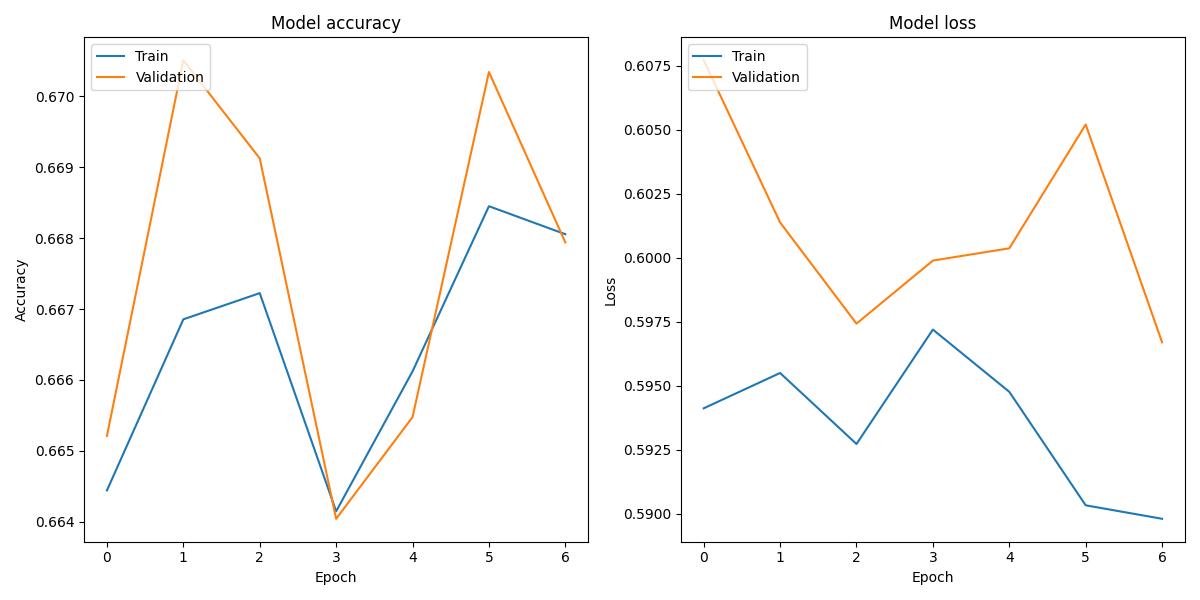 Model accuracy
Train
Validation
0.670
0.669
0.668
0.667
0.666
0.665
0.664
Accuracy
0 1 2 3 4 5 6
Epoch
Model loss
Train
Validation
0.6075
0.6050
0.6025
0.6000
0.5975
0.5950
0.5925
0.5900
Loss
0 1 2 3 4 5 6
Epoch